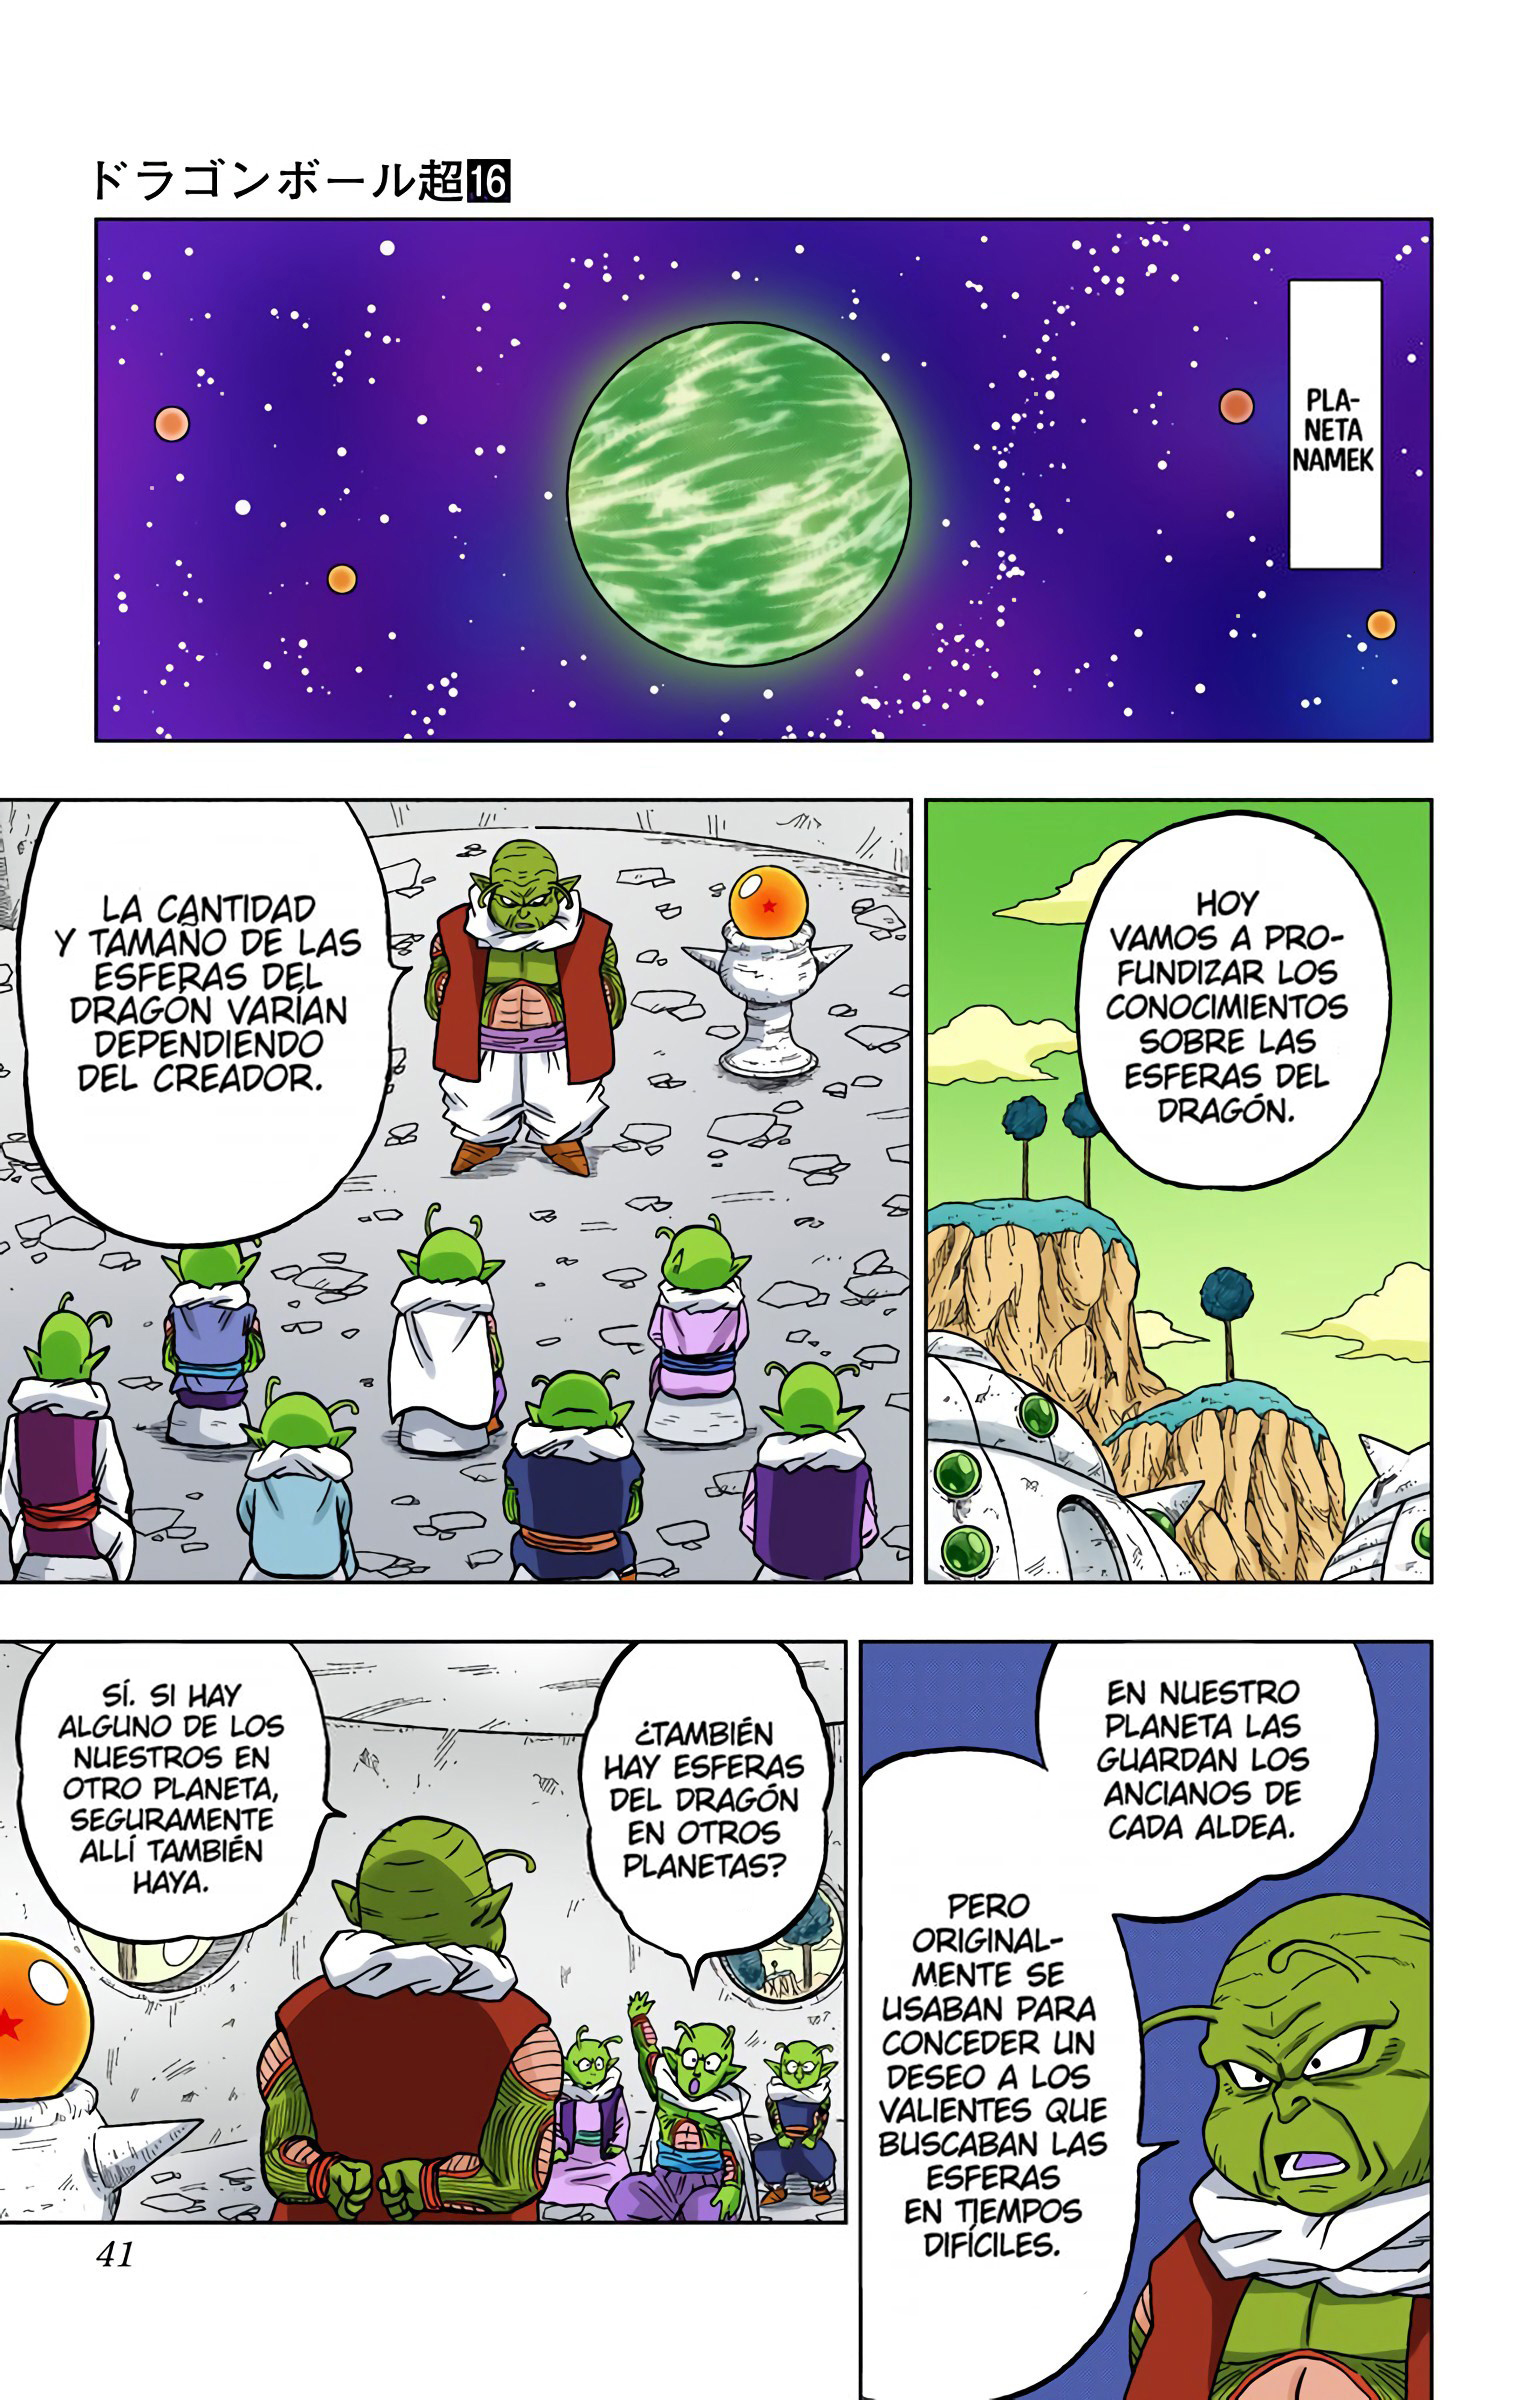 ドラゴンボール超16
PLA-
NETA
NAMEK
HOY
VAMOS A PRO-
FUNDIZAR LOS
CONOCIMIENTOS
SOBRE LAS
ESFERAS DEL
DRAGÓN.
LA CANTIDAD
Y TAMAÑO DE LAS
ESFERAS DEL
DRAGÓN VARÍAN
DEPENDIENDO
DEL CREADOR.
EN NUESTRO
PLANETA LAS
GUARDAN LOS
ANCIANOS DE
CADA ALDEA.
PERO
ORIGINAL-
MENTE SE
USABAN PARA
CONCEDER UN
DESEO A LOS
VALIENTES QUE
BUSCABAN LAS
ESFERAS
EN TIEMPOS
DIFÍCILES.
¿TAMBIÉN
HAY ESFERAS
DEL DRAGÓN
EN OTROS
PLANETAS?
SÍ. SI HAY
ALGUNO DE LOS
NUESTROS EN
OTRO PLANETA,
SEGURAMENTE
ALLÍ TAMBIÉN
HAYA.
41